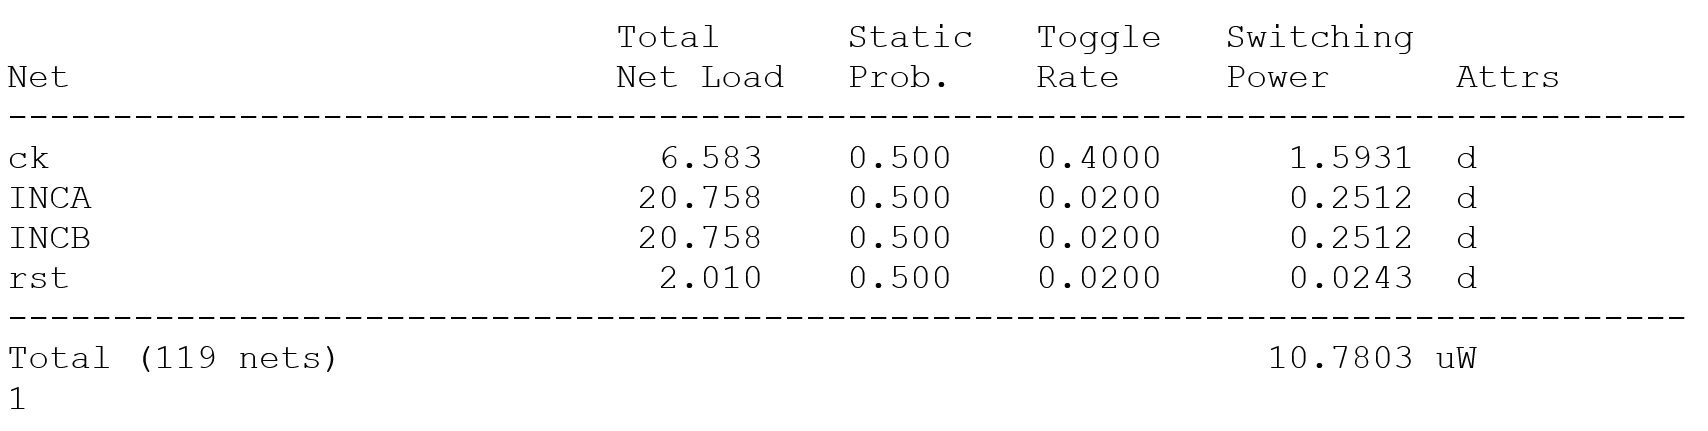 Total      Static   Toggle   Switching
Net                          Net Load   Prob.    Rate     Power      Attrs
--------------------------------------------------------------------------------
ck                             6.583    0.500    0.4000      1.5931  d
INCA                          20.758    0.500    0.0200      0.2512  d
INCB                          20.758    0.500    0.0200      0.2512  d
rst                            2.010    0.500    0.0200      0.0243  d
--------------------------------------------------------------------------------
Total (119 nets)                                            10.7803 uW
1